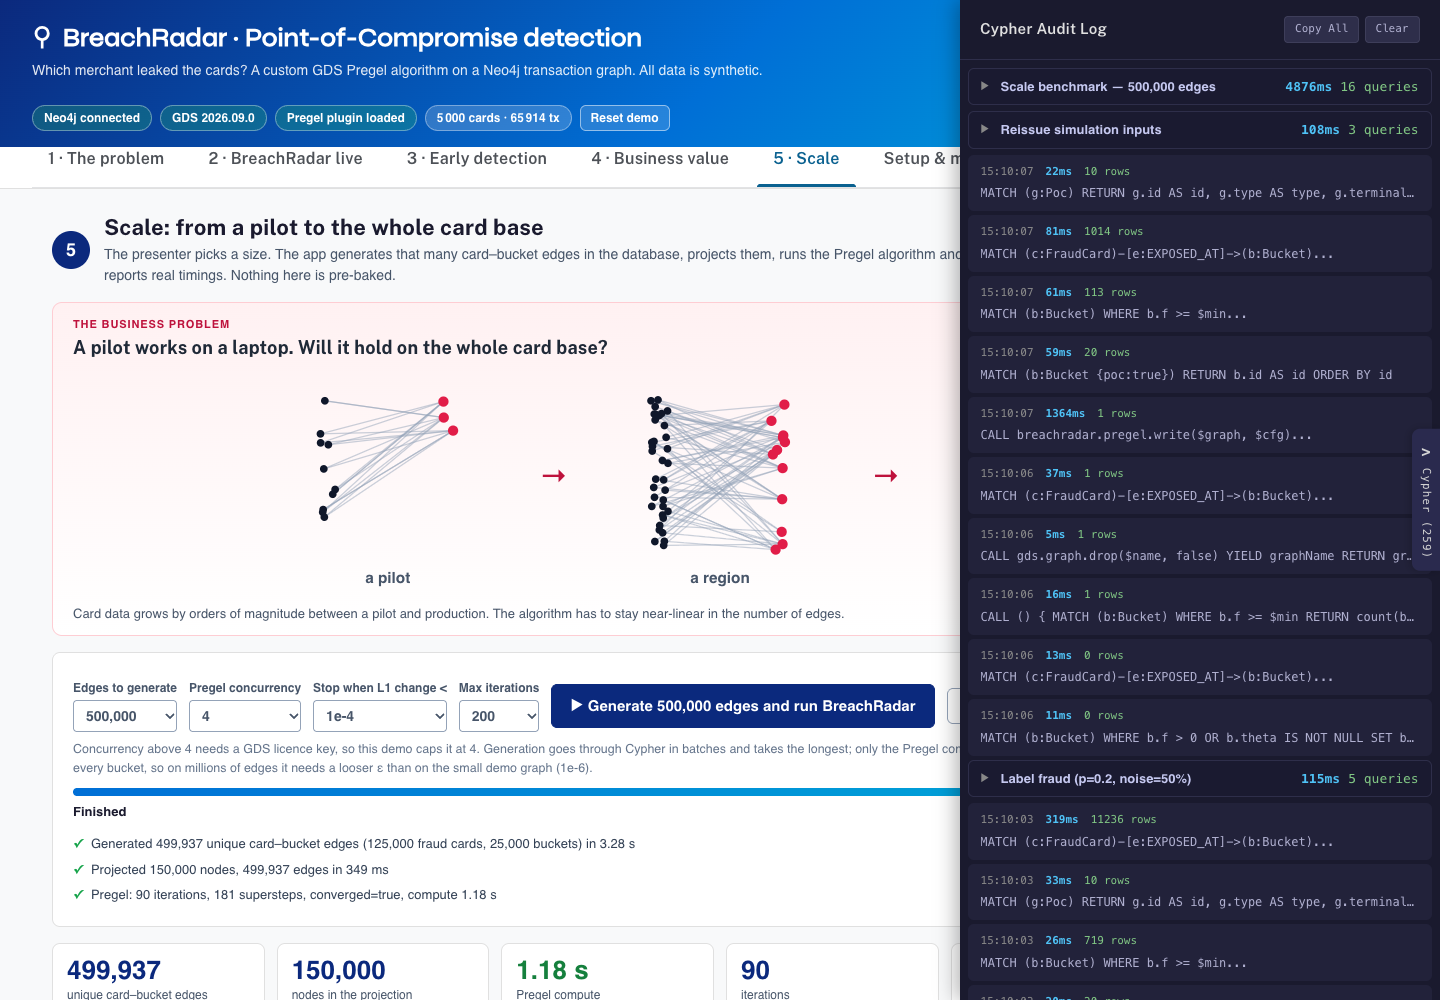 BreachRadar · Point-of-Compromise detection
Which merchant leaked the cards? A custom GDS Pregel algorithm on a Neo4j transaction graph. All data is synthetic.
Neo4j connected
GDS 2026.09.0
Pregel plugin loaded
5 000 cards · 65 914 tx
Reset demo
1 · The problem
2 · BreachRadar live
3 · Early detection
4 · Business value
5 · Scale
Setup & m
5
Scale: from a pilot to the whole card base
The presenter picks a size. The app generates that many card–bucket edges in the database, projects them, runs the Pregel algorithm and
reports real timings. Nothing here is pre-baked.
THE BUSINESS PROBLEM
A pilot works on a laptop. Will it hold on the whole card base?
→
→
a pilot
a region
Card data grows by orders of magnitude between a pilot and production. The algorithm has to stay near-linear in the number of edges.
Edges to generate
Pregel concurrency
Stop when L1 change <
Max iterations
500,000
4
1e-4
200
▶ Generate 500,000 edges and run BreachRadar
Concurrency above 4 needs a GDS licence key, so this demo caps it at 4. Generation goes through Cypher in batches and takes the longest; only the Pregel con
every bucket, so on millions of edges it needs a looser ε than on the small demo graph (1e-6).
Finished
✓ Generated 499,937 unique card–bucket edges (125,000 fraud cards, 25,000 buckets) in 3.28 s
✓ Projected 150,000 nodes, 499,937 edges in 349 ms
✓ Pregel: 90 iterations, 181 supersteps, converged=true, compute 1.18 s
499,937
unique card–bucket edges
150,000
nodes in the projection
1.18 s
Pregel compute
90
iterations
Cypher Audit Log
Copy All
Clear
▶ Scale benchmark — 500,000 edges 4876ms 16 queries
▶ Reissue simulation inputs 108ms 3 queries
15:10:07 22ms 10 rows
MATCH (g:Poc) RETURN g.id AS id, g.type AS type, g.terminal…
15:10:07 81ms 1014 rows
MATCH (c:FraudCard)-[e:EXPOSED_AT]->(b:Bucket)...
15:10:07 61ms 113 rows
MATCH (b:Bucket) WHERE b.f >= $min...
15:10:07 59ms 20 rows
MATCH (b:Bucket {poc:true}) RETURN b.id AS id ORDER BY id
15:10:07 1364ms 1 rows
CALL breachradar.pregel.write($graph, $cfg)...
15:10:06 37ms 1 rows
MATCH (c:FraudCard)-[e:EXPOSED_AT]->(b:Bucket)...
15:10:06 5ms 1 rows
CALL gds.graph.drop($name, false) YIELD graphName RETURN gr…
15:10:06 16ms 1 rows
CALL () { MATCH (b:Bucket) WHERE b.f >= $min RETURN count(b…
15:10:06 13ms 0 rows
MATCH (c:FraudCard)-[e:EXPOSED_AT]->(b:Bucket)...
15:10:06 11ms 0 rows
MATCH (b:Bucket) WHERE b.f > 0 OR b.theta IS NOT NULL SET b…
▶ Label fraud (p=0.2, noise=50%) 115ms 5 queries
15:10:03 319ms 11236 rows
MATCH (c:FraudCard)-[e:EXPOSED_AT]->(b:Bucket)...
15:10:03 33ms 10 rows
MATCH (g:Poc) RETURN g.id AS id, g.type AS type, g.terminal…
15:10:03 26ms 719 rows
MATCH (b:Bucket) WHERE b.f >= $min...
> Cypher (259)